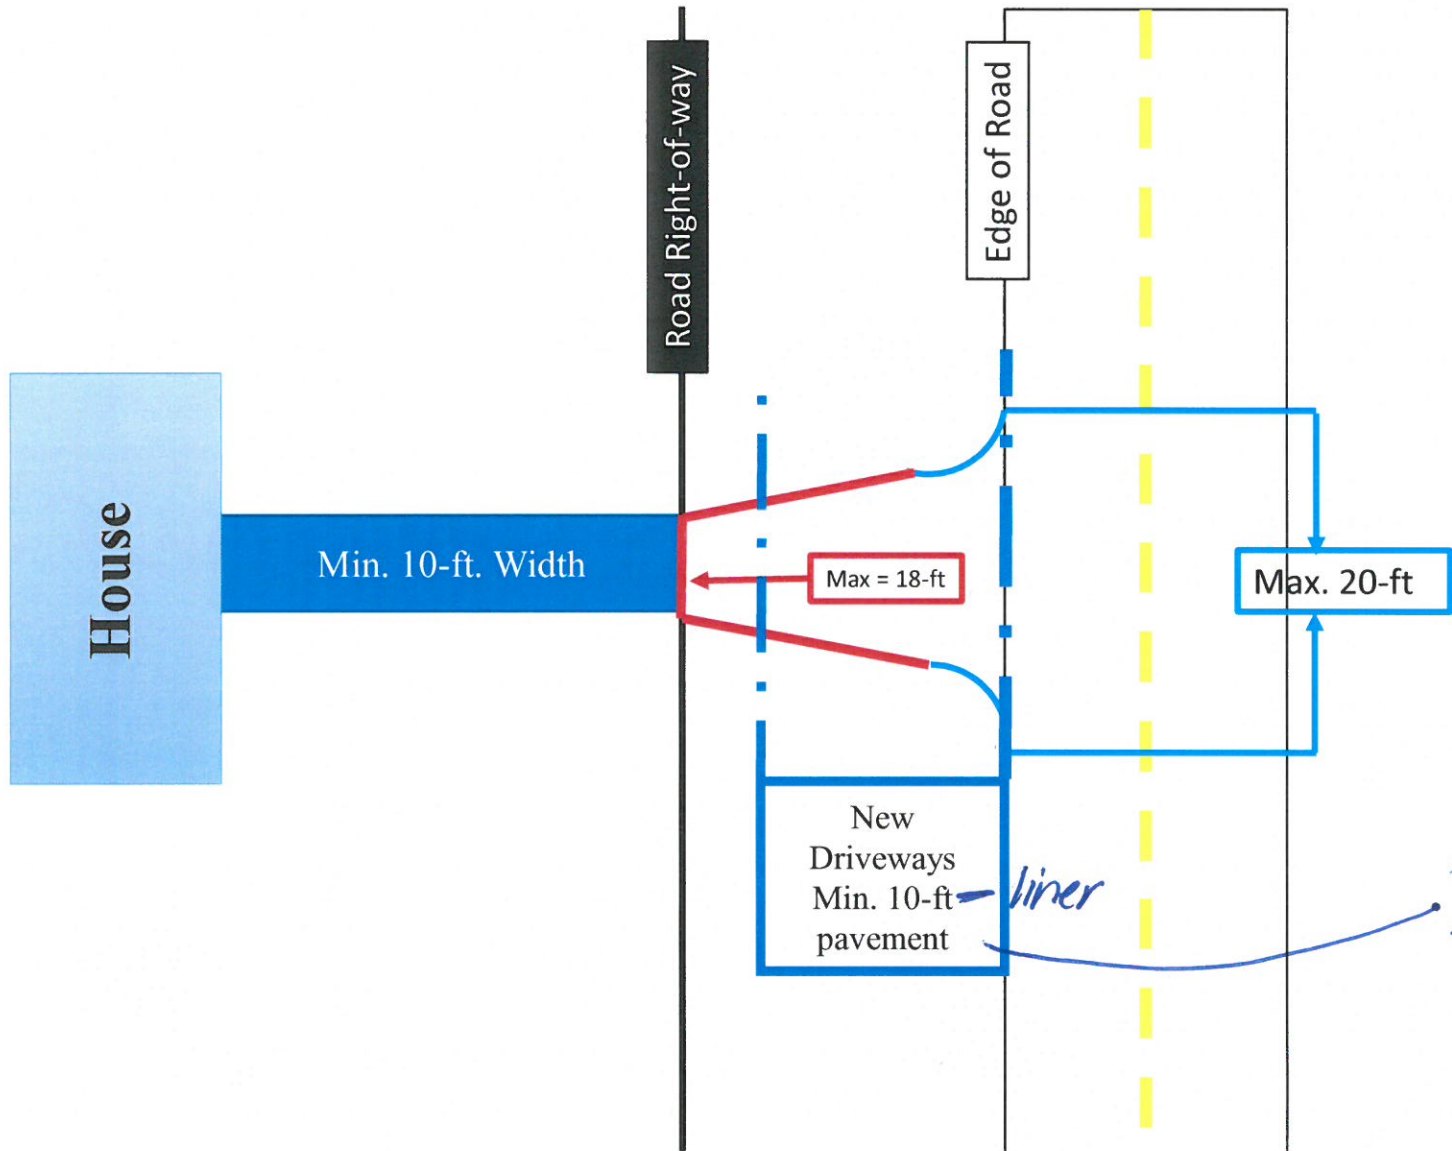 Road Right-of-way
Edge of Road
House
Min. 10-ft. Width
Max = 18-ft
Max. 20-ft
New
Driveways
Min. 10-ft - liner
pavement